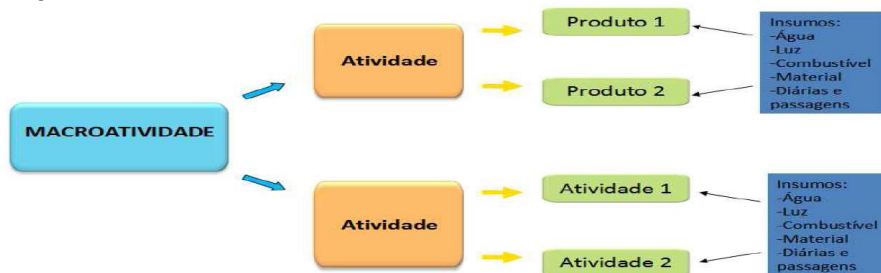 MACROATIVIDADE
Atividade
Produto 1
Produto 2
Insumos:
-Água
-Luz
-Combustível
-Material
-Diárias e
passagens
Atividade
Atividade 1
Atividade 2
Insumos:
-Água
-Luz
-Combustível
-Material
-Diárias e
passagens